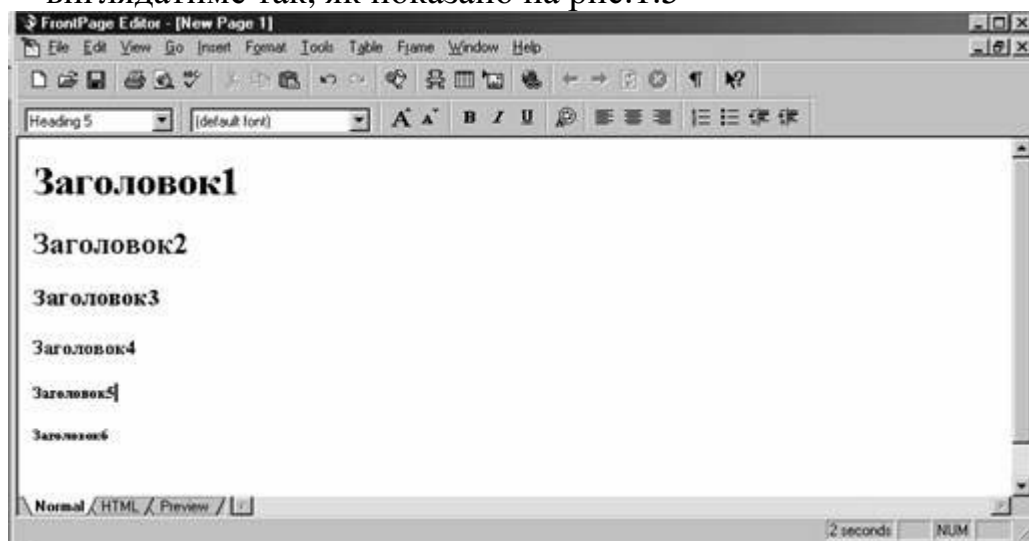 виглядатиме так, як показано на рис.1.3
FrontPage Editor - [New Page 1]
File Edit View Go Insert Format Tools Table Frame Window Help
Heading 5 (default font) A A B I U
Заголовок1
Заголовок2
Заголовок3
Заголовок4
Заголовок5
Заголовок6
Normal HTML Preview
2 seconds NUM